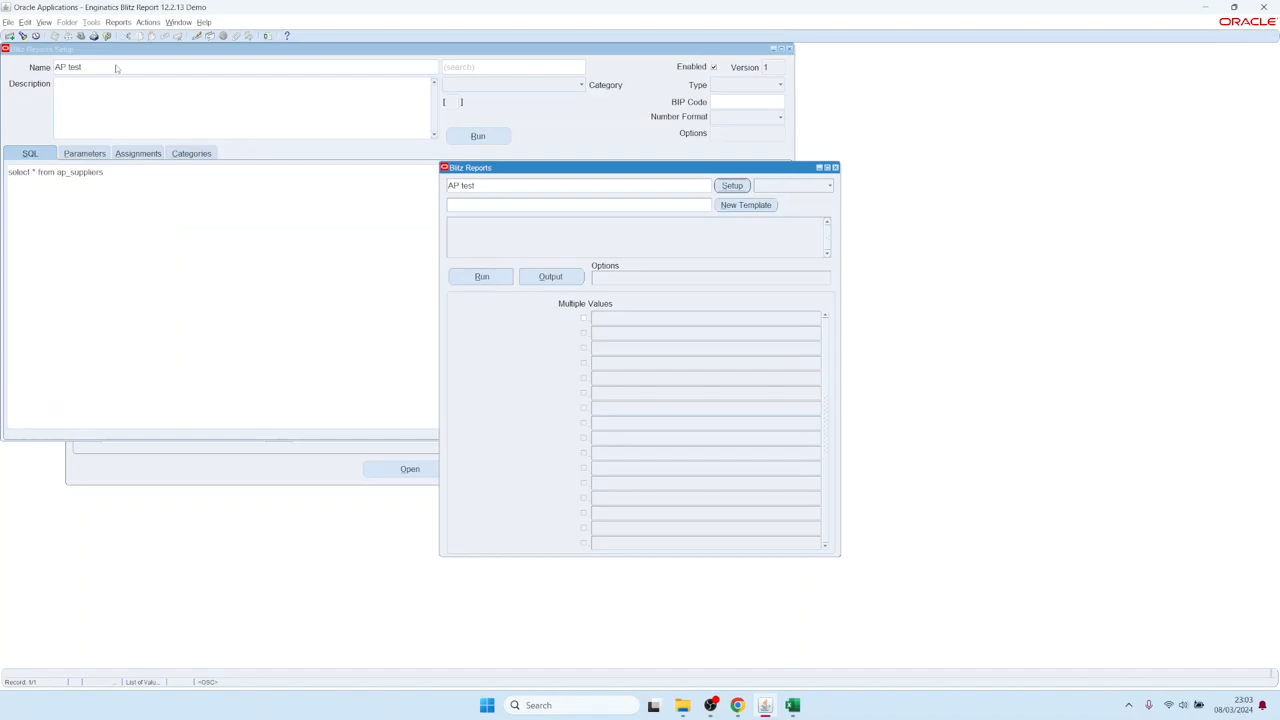 Oracle Applications - Enginatics Blitz Report 12.2.13 Demo
File Edit View Folder Tools Reports Actions Window Help
ORACLE
Blitz Reports Setup
Name AP test (search) Enabled Version 1
Description Category Type
[ ] BIP Code
Number Format
Run Options
SQL Parameters Assignments Categories
select * from ap_suppliers
Blitz Reports
AP test Setup
New Template
Run Output Options
Multiple Values
Open
Record: 1/1 ... List of Valu... <OSC>
Search
23:03
08/03/2024